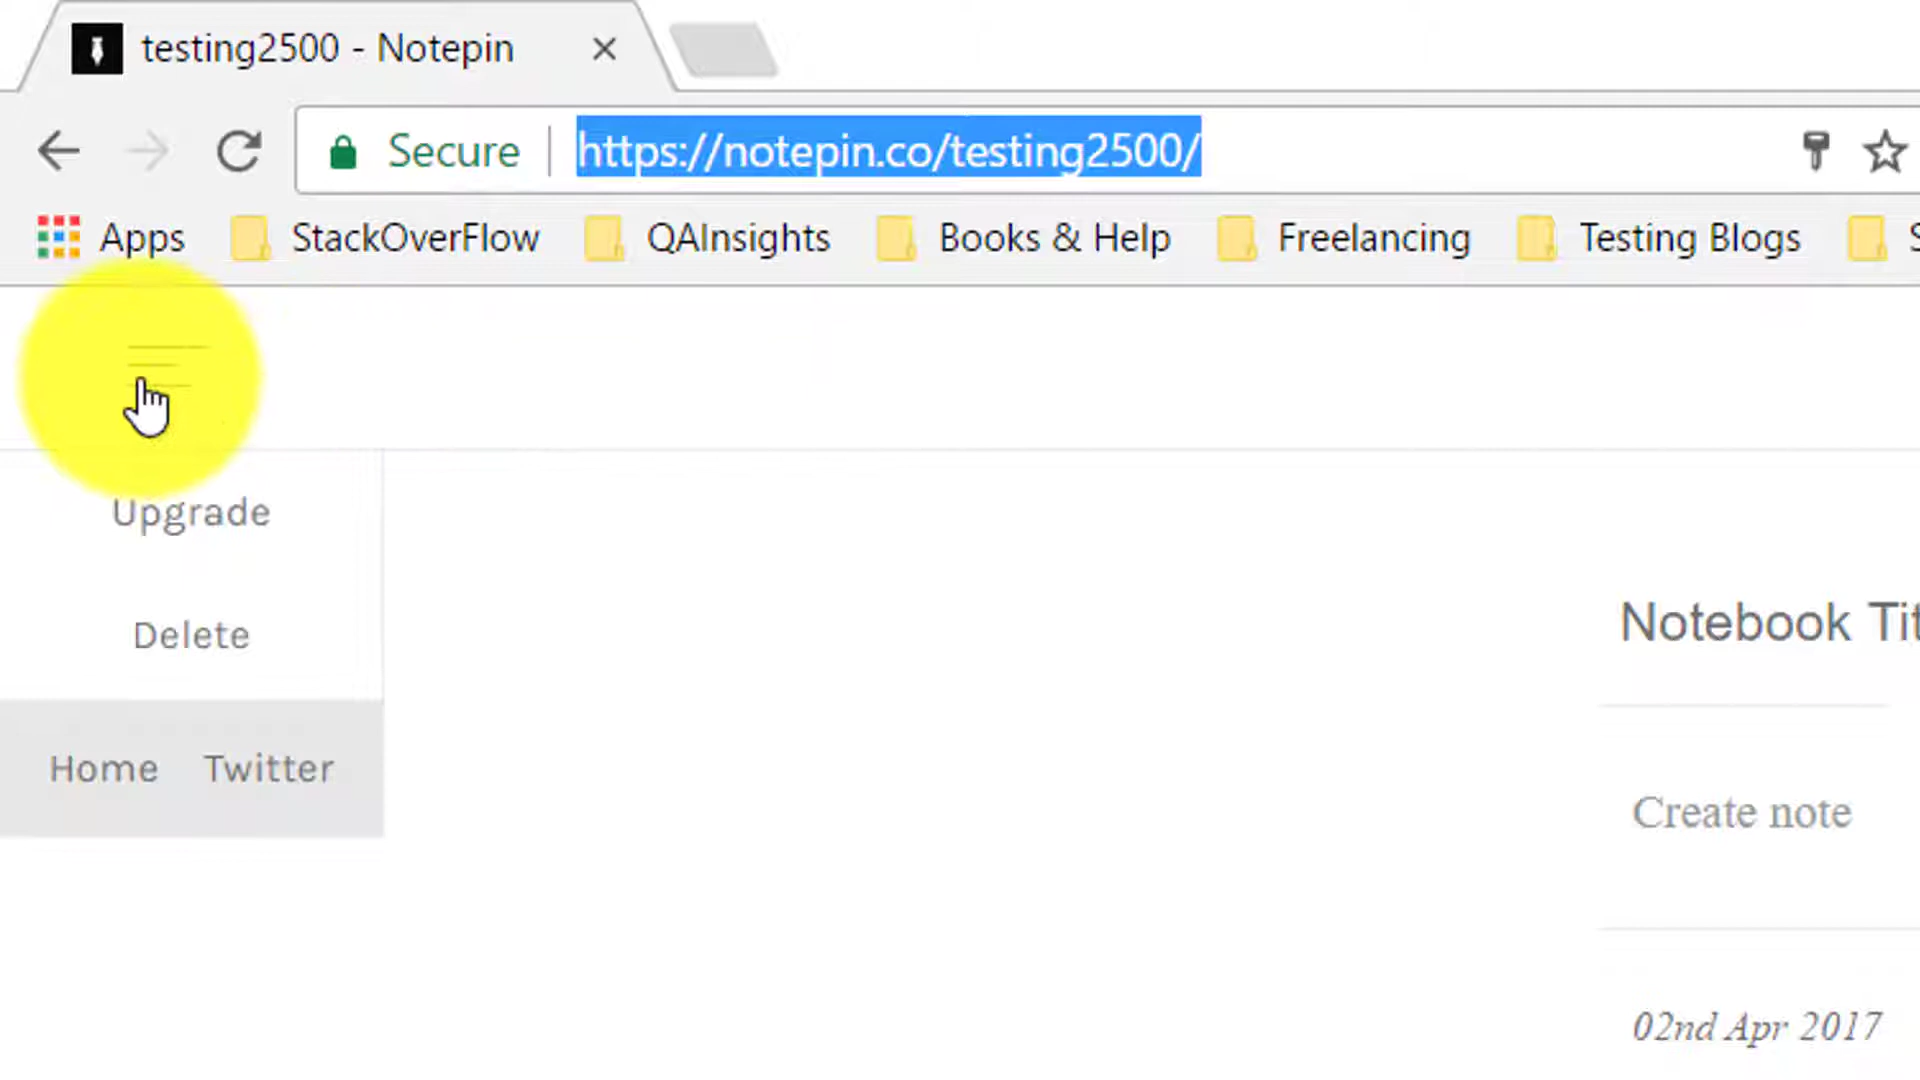 testing2500 - Notepin
Secure https://notepin.co/testing2500/
Apps StackOverFlow QAInsights Books & Help Freelancing Testing Blogs S
Upgrade
Delete
Notebook Tit
Home Twitter
Create note
02nd Apr 2017